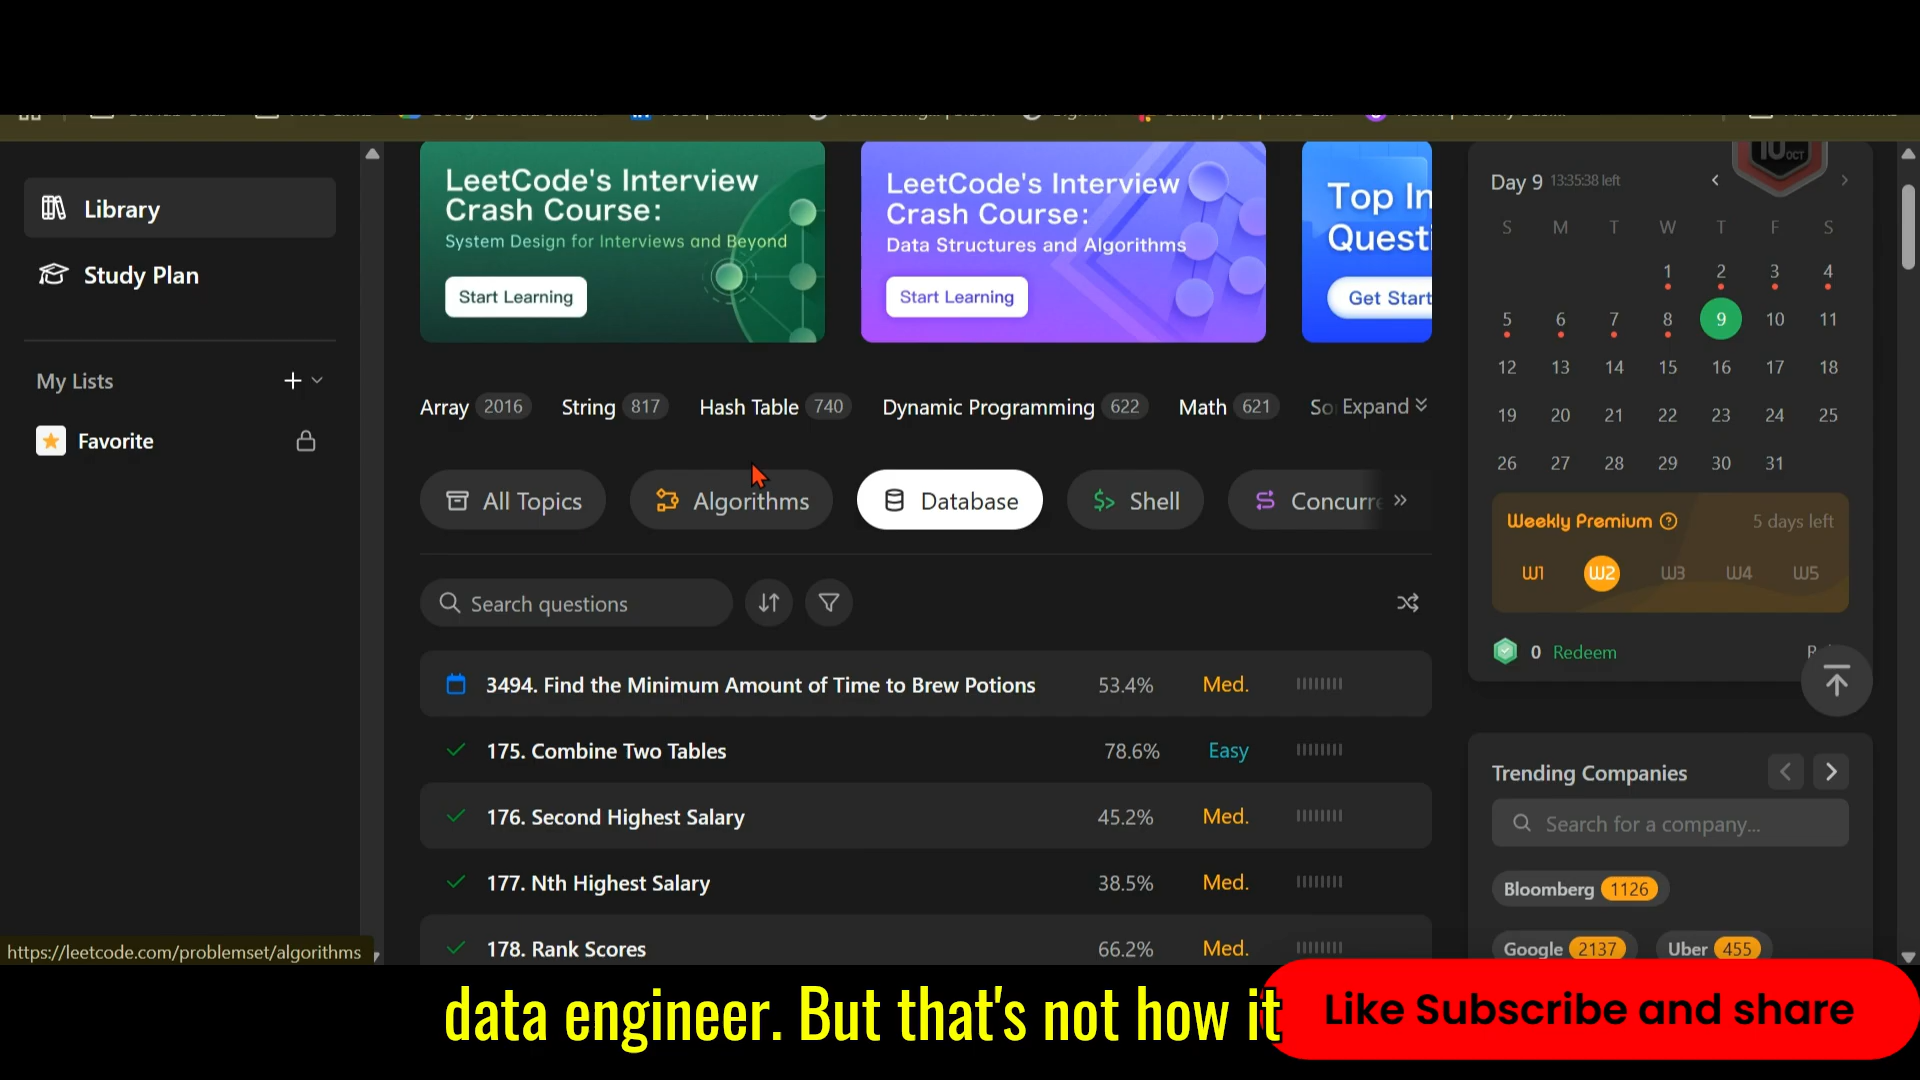 Library
Study Plan
My Lists
Favorite
LeetCode's Interview
Crash Course:
System Design for Interviews and Beyond
Start Learning
LeetCode's Interview
Crash Course:
Data Structures and Algorithms
Start Learning
Top In
Questi
Get Start
Array 2016 String 817 Hash Table 740 Dynamic Programming 622 Math 621 So Expand
All Topics Algorithms Database $> Shell Concurre
Search questions
3494. Find the Minimum Amount of Time to Brew Potions 53.4% Med.
175. Combine Two Tables 78.6% Easy
176. Second Highest Salary 45.2% Med.
177. Nth Highest Salary 38.5% Med.
178. Rank Scores 66.2% Med.
10 OCT
Day 9 13:35:38 left
S M T W T F S
1 2 3 4
5 6 7 8 9 10 11
12 13 14 15 16 17 18
19 20 21 22 23 24 25
26 27 28 29 30 31
Weekly Premium ? 5 days left
W1 W2 W3 W4 W5
0 Redeem
Trending Companies
Search for a company...
Bloomberg 1126
Google 2137 Uber 455
https://leetcode.com/problemset/algorithms
data engineer. But that's not how it
Like Subscribe and share